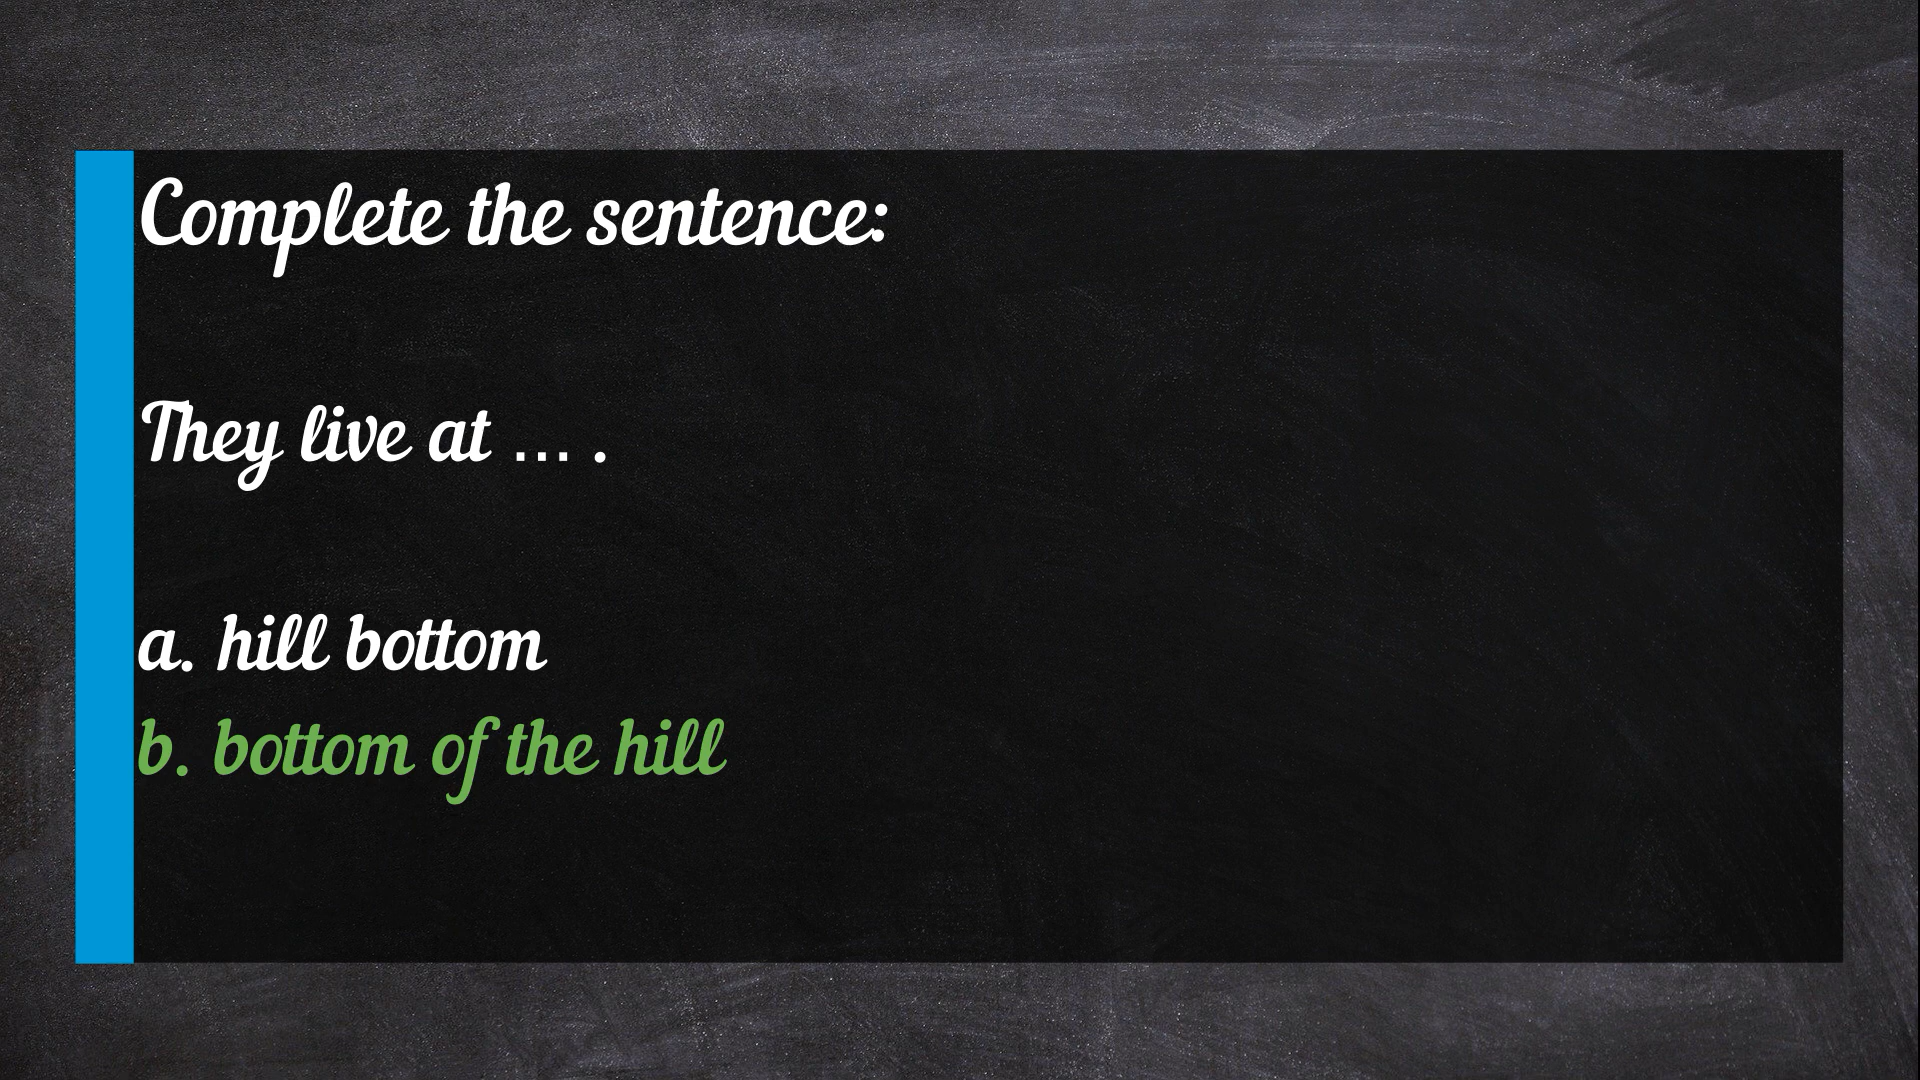 Complete the sentence:
They live at ... .
a. hill bottom
b. bottom of the hill